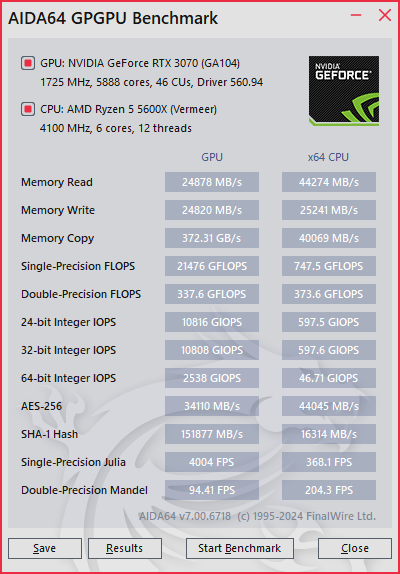 AIDA64 GPGPU Benchmark
GPU: NVIDIA GeForce RTX 3070 (GA104)
1725 MHz, 5888 cores, 46 CUs, Driver 560.94
CPU: AMD Ryzen 5 5600X (Vermeer)
4100 MHz, 6 cores, 12 threads
NVIDIA
GEFORCE
GPU x64 CPU
Memory Read 24878 MB/s 44274 MB/s
Memory Write 24820 MB/s 25241 MB/s
Memory Copy 372.31 GB/s 40069 MB/s
Single-Precision FLOPS 21476 GFLOPS 747.5 GFLOPS
Double-Precision FLOPS 337.6 GFLOPS 373.6 GFLOPS
24-bit Integer IOPS 10816 GIOPS 597.5 GIOPS
32-bit Integer IOPS 10808 GIOPS 597.6 GIOPS
64-bit Integer IOPS 2538 GIOPS 46.71 GIOPS
AES-256 34110 MB/s 44045 MB/s
SHA-1 Hash 151877 MB/s 16314 MB/s
Single-Precision Julia 4004 FPS 368.1 FPS
Double-Precision Mandel 94.41 FPS 204.3 FPS
AIDA64 v7.00.6718 (c) 1995-2024 FinalWire Ltd.
Save Results Start Benchmark Close